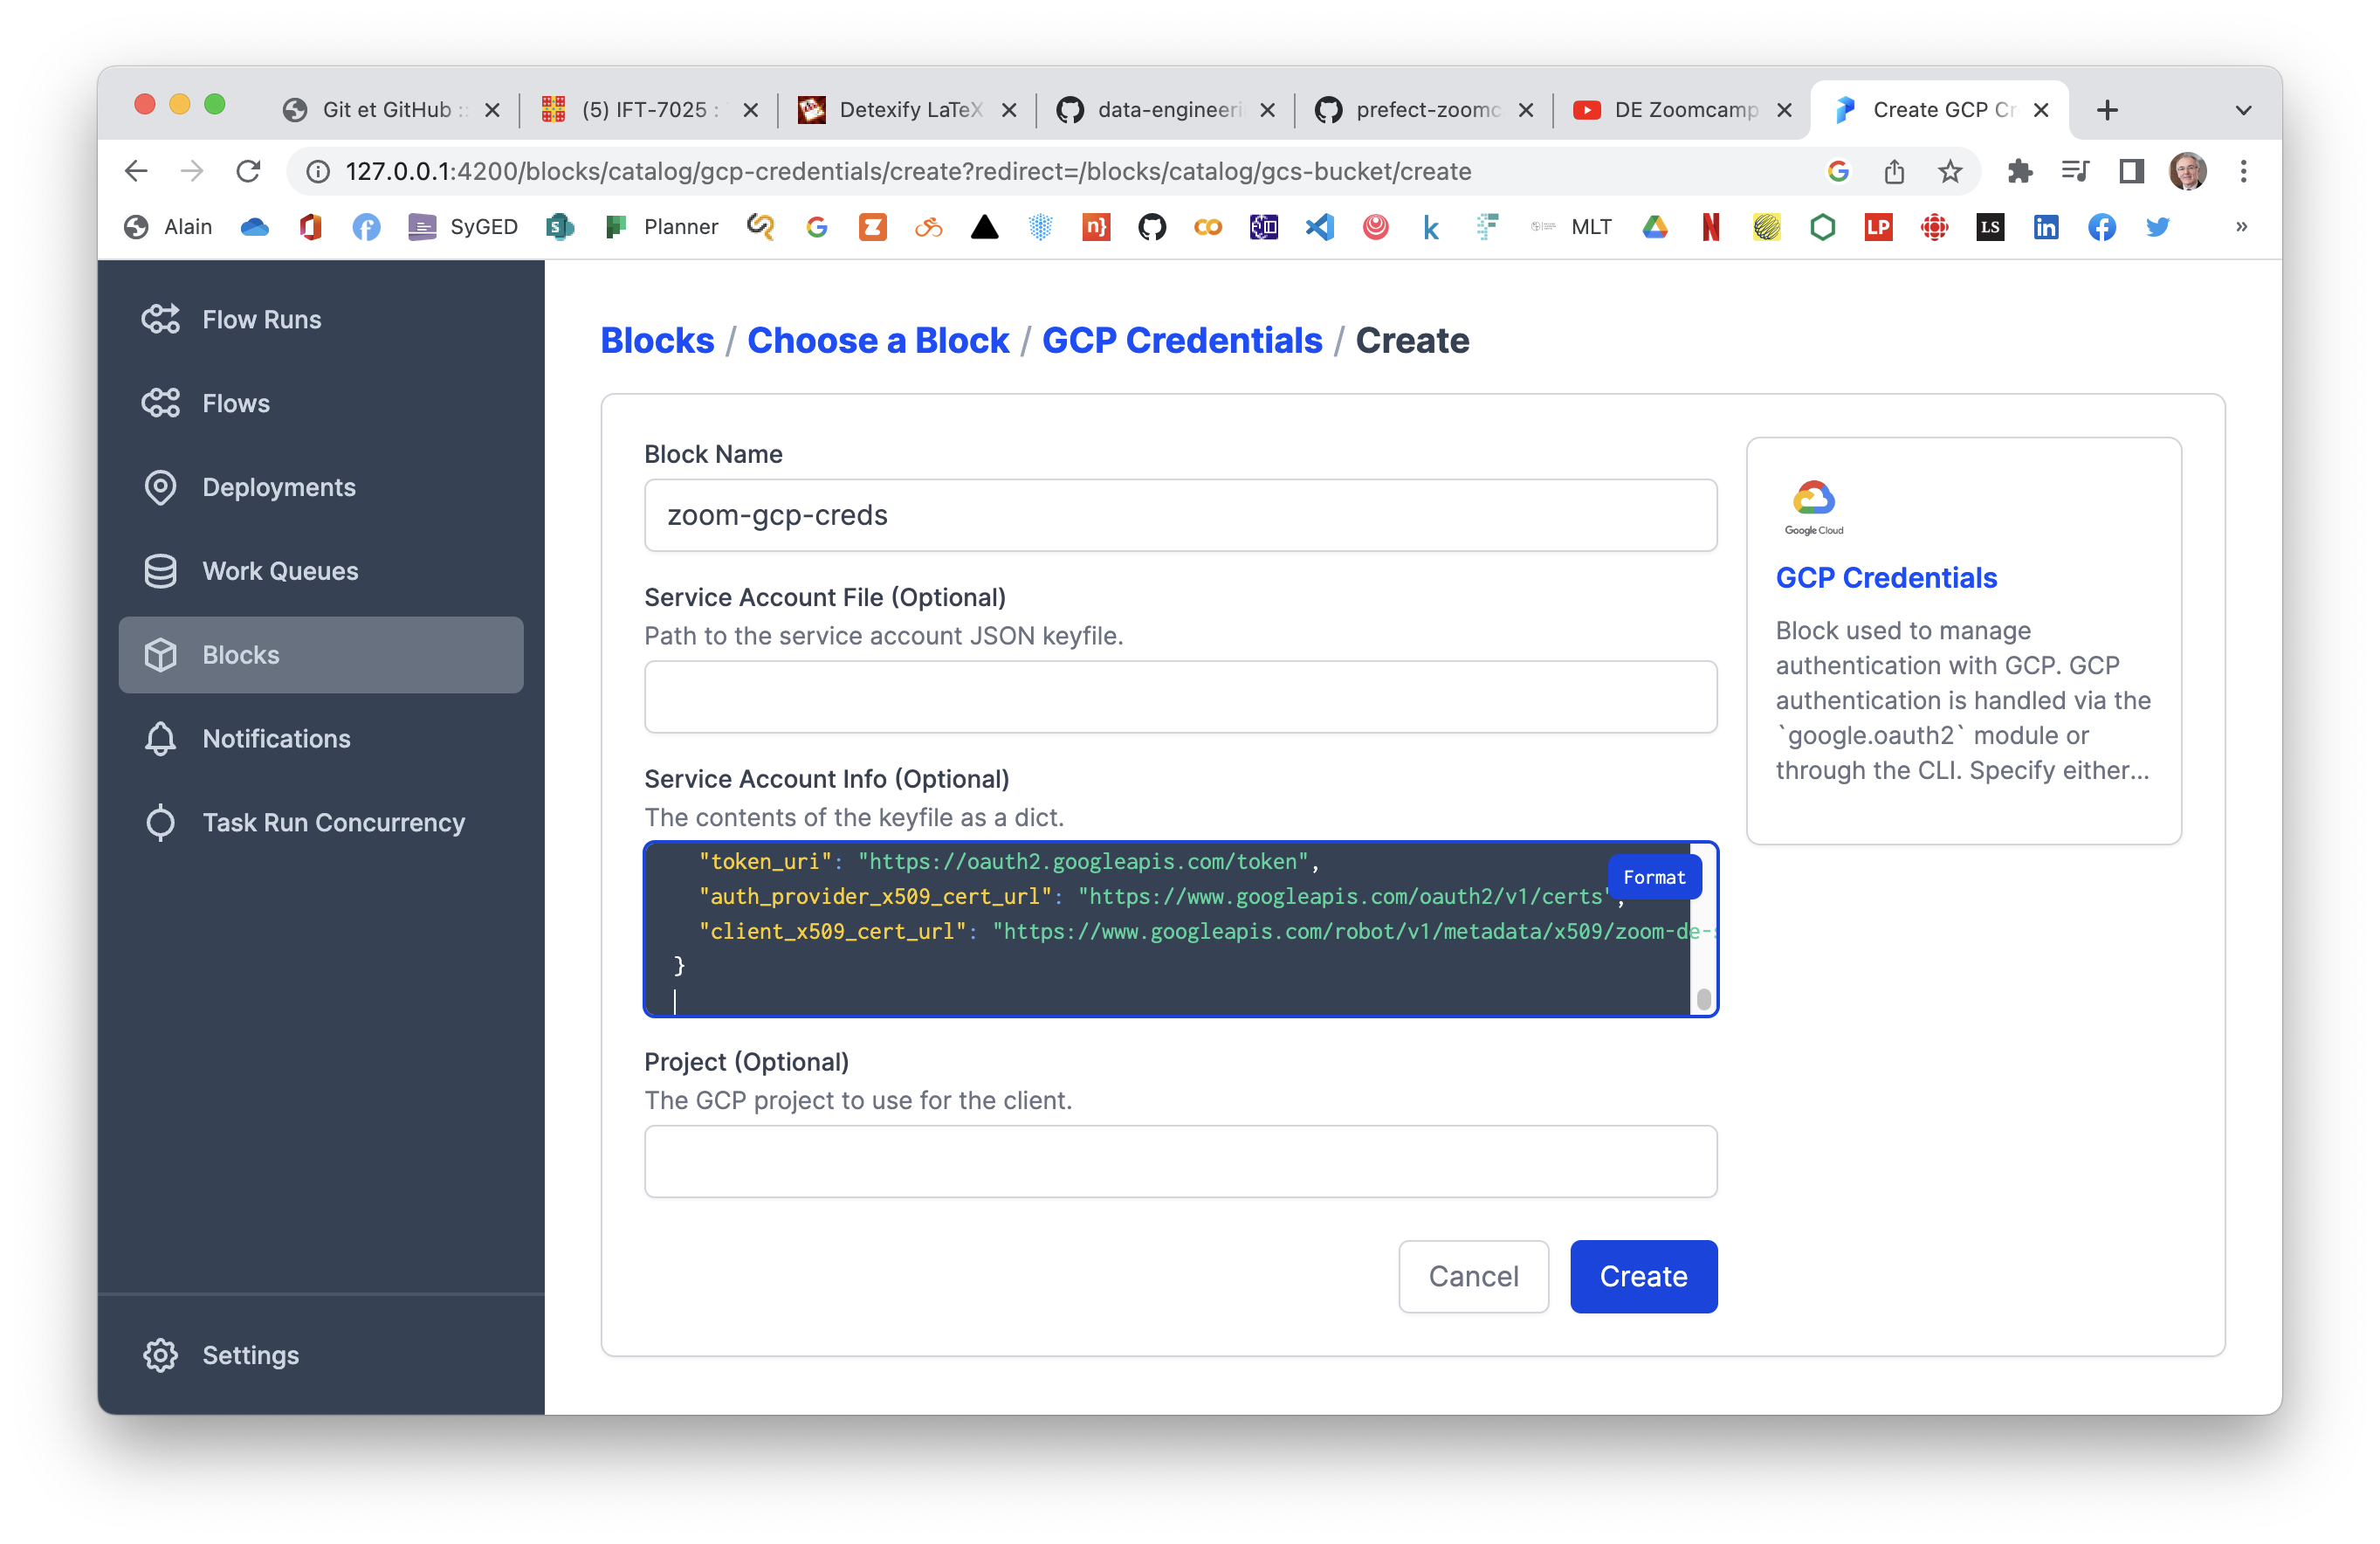 Git et GitHub ::
(5) IFT-7025 :
Detexify LaTeX
data-engineeri
prefect-zoomc
DE Zoomcamp
Create GCP Cr
127.0.0.1:4200/blocks/catalog/gcp-credentials/create?redirect=/blocks/catalog/gcs-bucket/create
Alain
SyGED
Planner
MLT
LP
LS
»
Flow Runs
Flows
Deployments
Work Queues
Blocks
Notifications
Task Run Concurrency
Settings
Blocks / Choose a Block / GCP Credentials / Create
Block Name
zoom-gcp-creds
Service Account File (Optional)
Path to the service account JSON keyfile.
Service Account Info (Optional)
The contents of the keyfile as a dict.
"token_uri": "https://oauth2.googleapis.com/token",
"auth_provider_x509_cert_url": "https://www.googleapis.com/oauth2/v1/certs",
"client_x509_cert_url": "https://www.googleapis.com/robot/v1/metadata/x509/zoom-de-s
}
Format
Project (Optional)
The GCP project to use for the client.
Cancel
Create
Google Cloud
GCP Credentials
Block used to manage
authentication with GCP. GCP
authentication is handled via the
`google.oauth2` module or
through the CLI. Specify either...